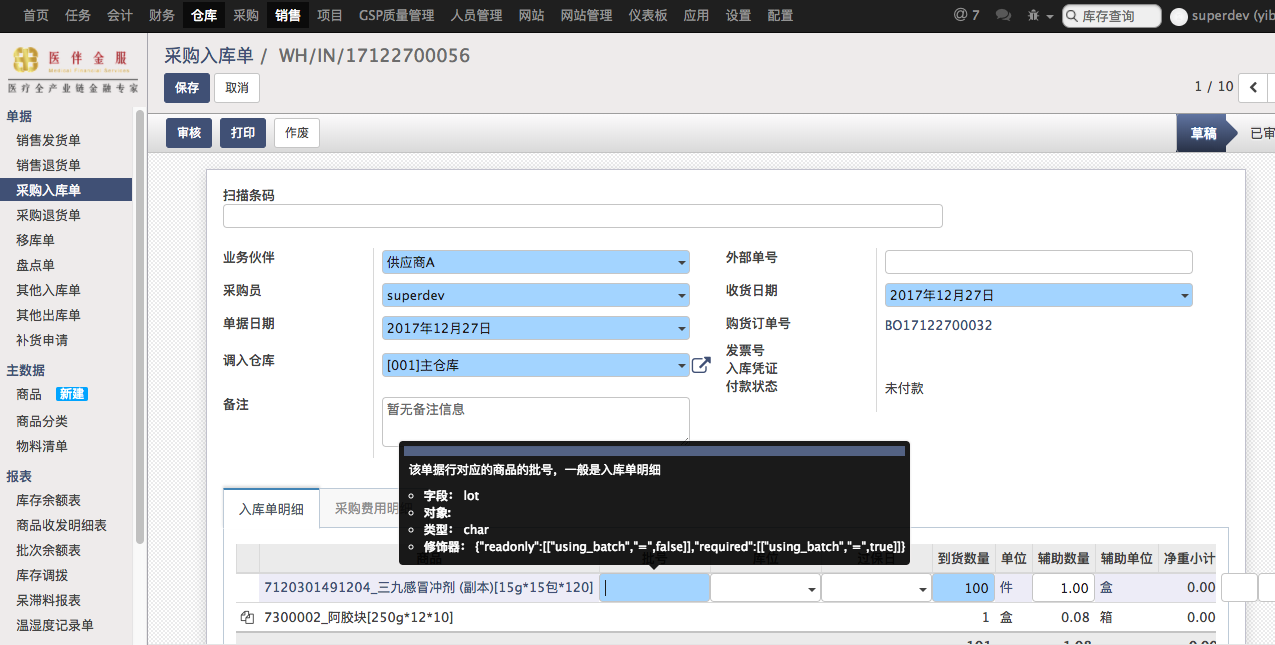 首页 任务 会计 财务 仓库 采购 销售 项目 GSP质量管理 人员管理 网站 网站管理 仪表板 应用 设置 配置 @ 7 库存查询 superdev (yib
医伴金服
医疗全产业链金融专家
采购入库单 / WH/IN/17122700056
保存 取消
1 / 10
审核 打印 作废 草稿 已审
单据
销售发货单
销售退货单
采购入库单
采购退货单
移库单
盘点单
其他入库单
其他出库单
补货申请
主数据
商品 新建
商品分类
物料清单
报表
库存余额表
商品收发明细表
批次余额表
库存调拨
呆滞料报表
温湿度记录单
扫描条码
业务伙伴 供应商A 外部单号
采购员 superdev 收货日期 2017年12月27日
单据日期 2017年12月27日 购货订单号 BO17122700032
调入仓库 [001]主仓库 发票号
入库凭证
付款状态 未付款
备注 暂无备注信息
该单据行对应的商品的批号，一般是入库单明细
字段： lot
对象:
类型： char
修饰器： {"readonly":[["using_batch","=",false]],"required":[["using_batch","=",true]]}
入库单明细 采购费用明
到货数量 单位 辅助数量 辅助单位 净重小计
7120301491204_三九感冒冲剂 (副本)[15g*15包*120] 100 件 1.00 盒 0.00
7300002_阿胶块[250g*12*10] 1 盒 0.08 箱 0.00